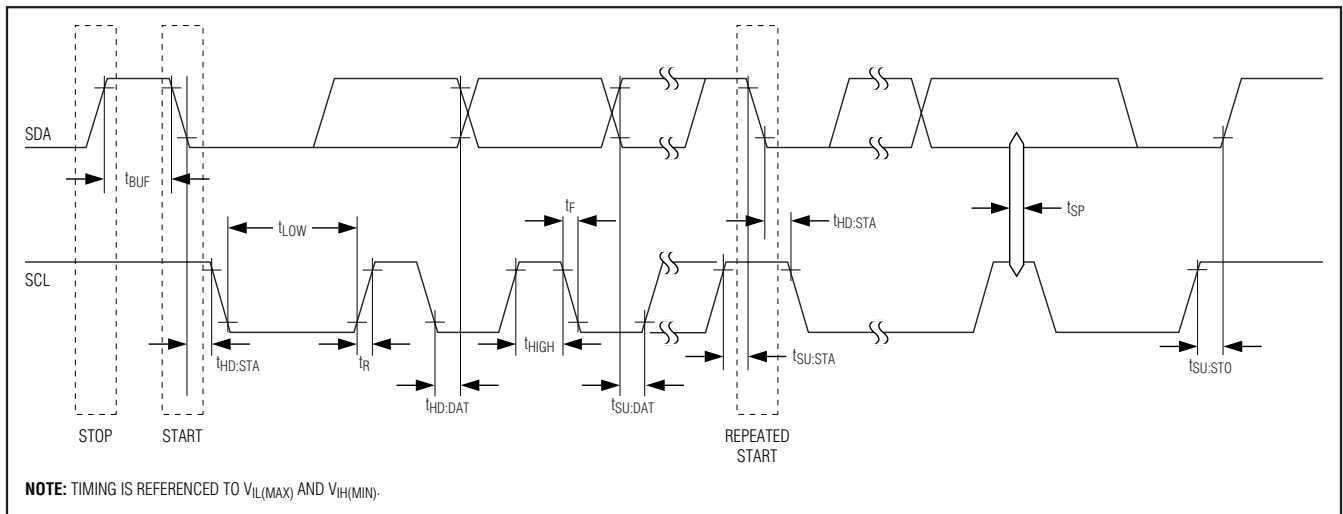 SDA
tBUF
tLOW
tF
tHD:STA
tSP
SCL
tHD:STA
tR
tHIGH
tSU:STA
tSU:STO
tHD:DAT
tSU:DAT
STOP
START
REPEATED
START
NOTE: TIMING IS REFERENCED TO VIL(MAX) AND VIH(MIN).